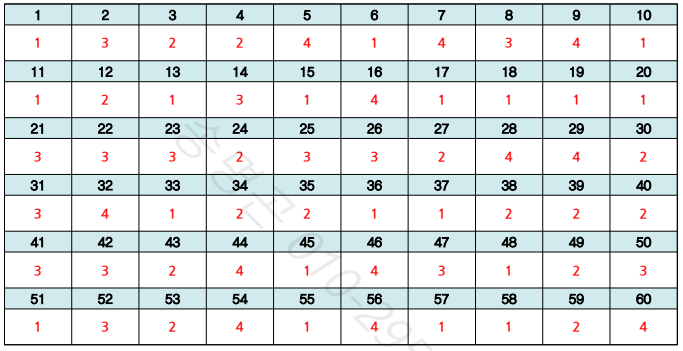 1 2 3 4 5 6 7 8 9 10
1 3 2 2 4 1 4 3 4 1
11 12 13 14 15 16 17 18 19 20
1 2 1 3 1 4 1 1 1 1
21 22 23 24 25 26 27 28 29 30
3 3 3 2 3 3 2 4 4 2
31 32 33 34 35 36 37 38 39 40
3 4 1 2 2 1 1 2 2 2
41 42 43 44 45 46 47 48 49 50
3 3 2 4 1 4 3 1 2 3
51 52 53 54 55 56 57 58 59 60
1 3 2 4 1 4 1 1 2 4